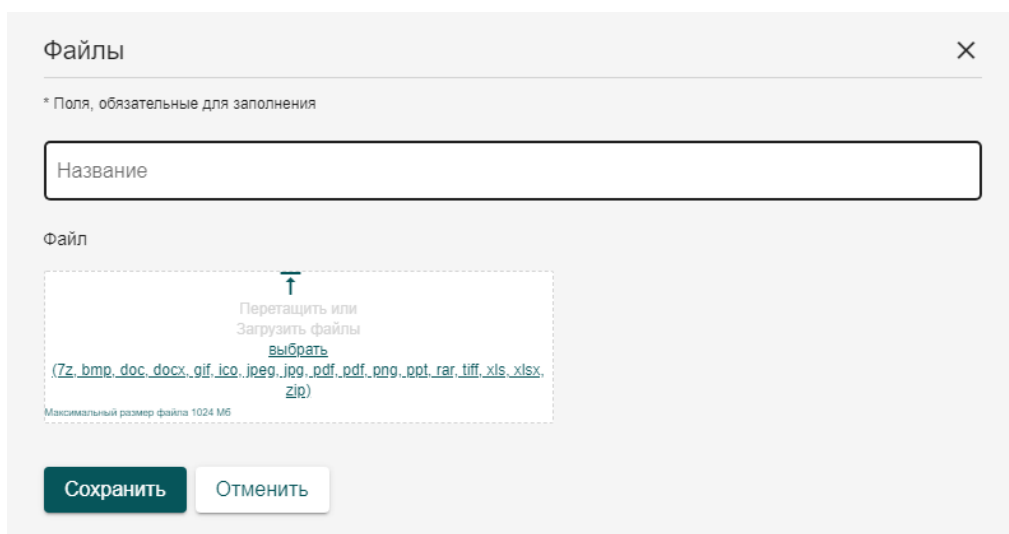 Файлы
* Поля, обязательные для заполнения
Название
Файл
Перетащить или
Загрузить файлы
выбрать
(7z, bmp, doc, docx, gif, ico, jpeg, jpg, pdf, pdf, png, ppt, rar, tiff, xls, xlsx,
zip)
Максимальный размер файла 1024 Мб
Сохранить Отменить